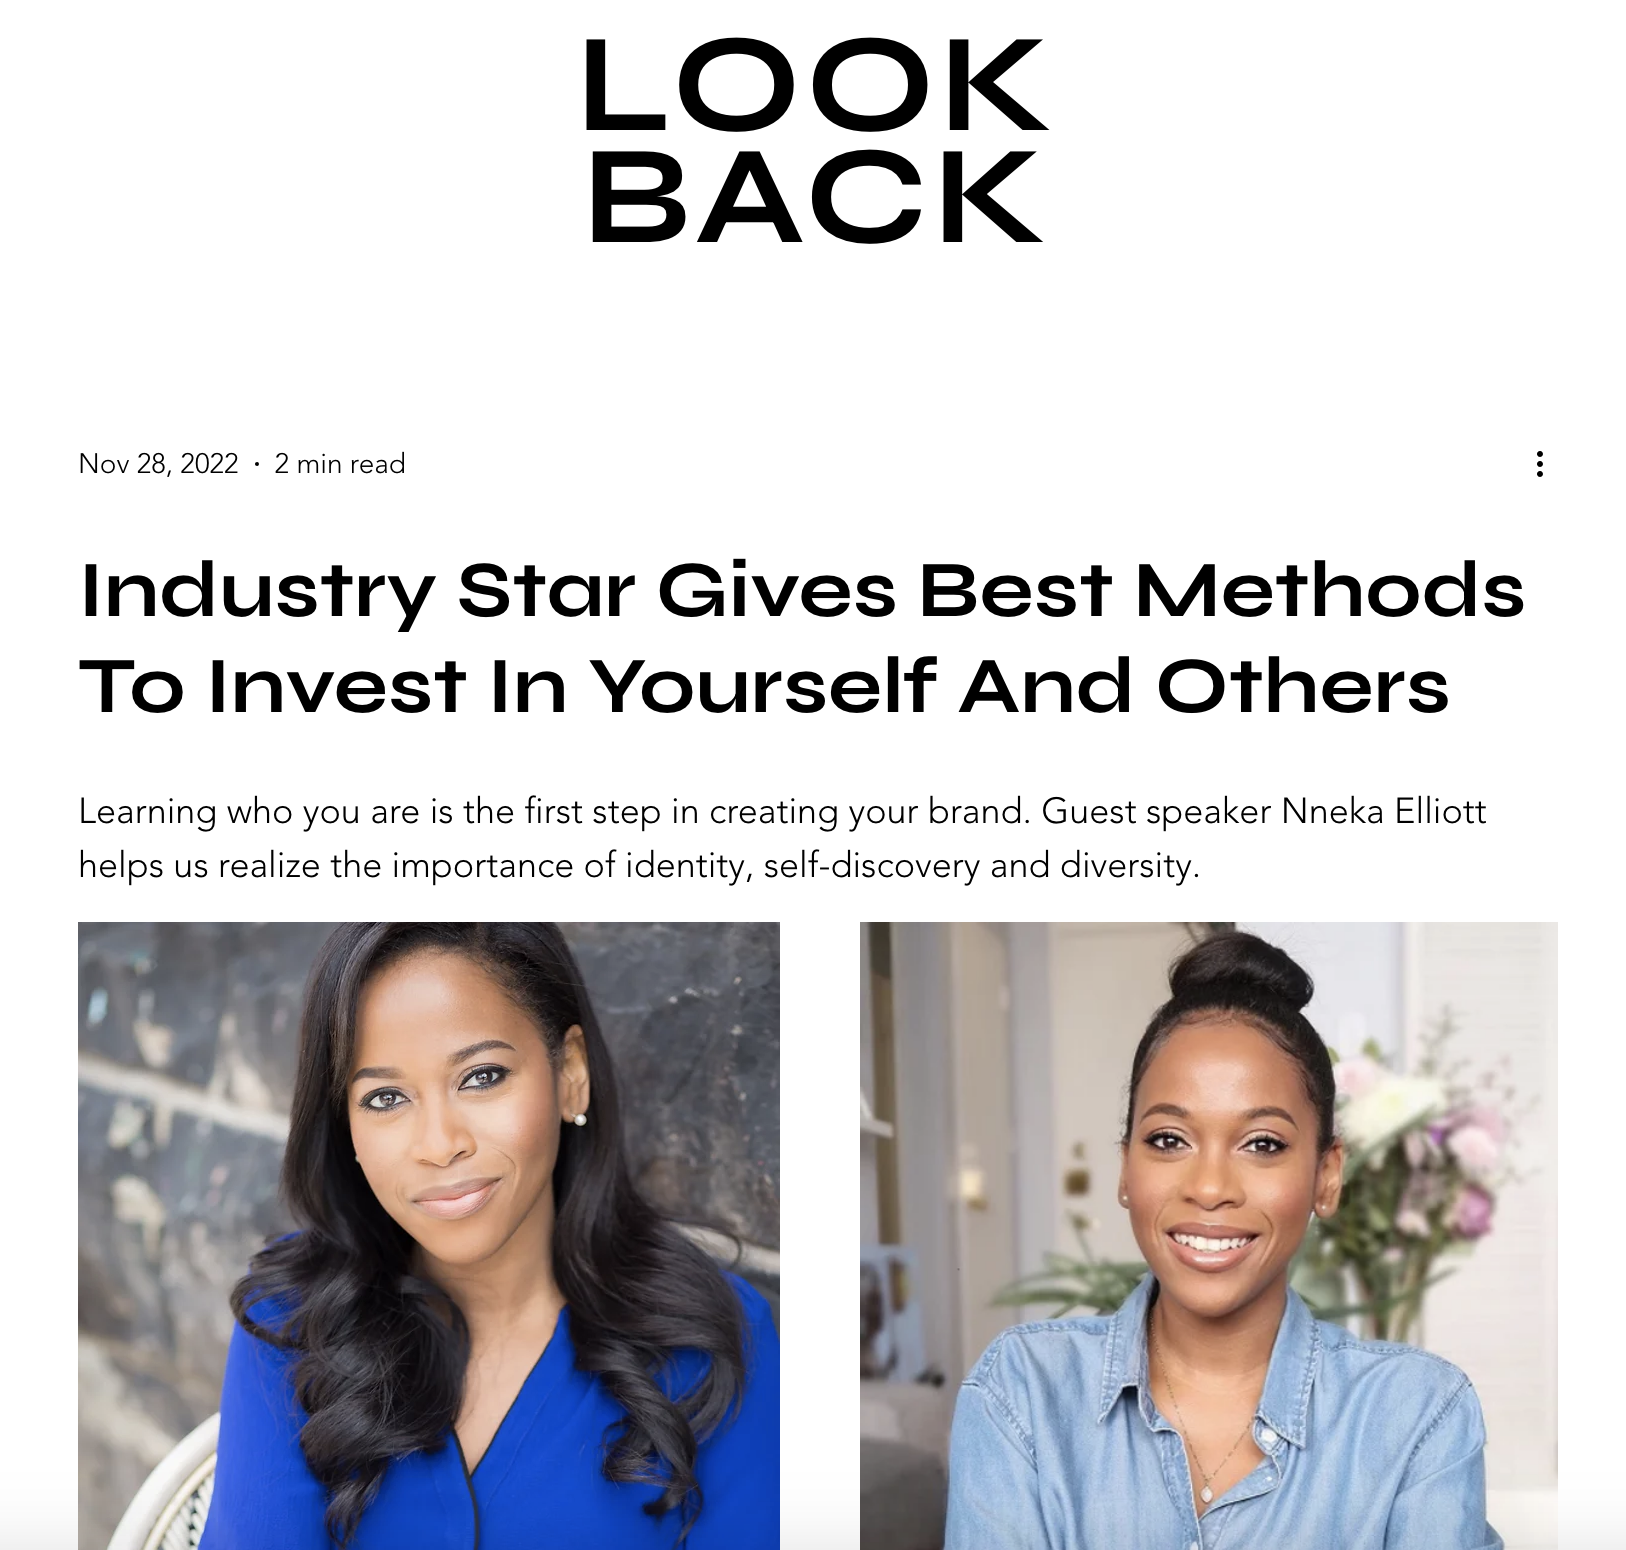 LOOK
BACK
Nov 28, 2022 · 2 min read
Industry Star Gives Best Methods
To Invest In Yourself And Others
Learning who you are is the first step in creating your brand. Guest speaker Nneka Elliott
helps us realize the importance of identity, self-discovery and diversity.